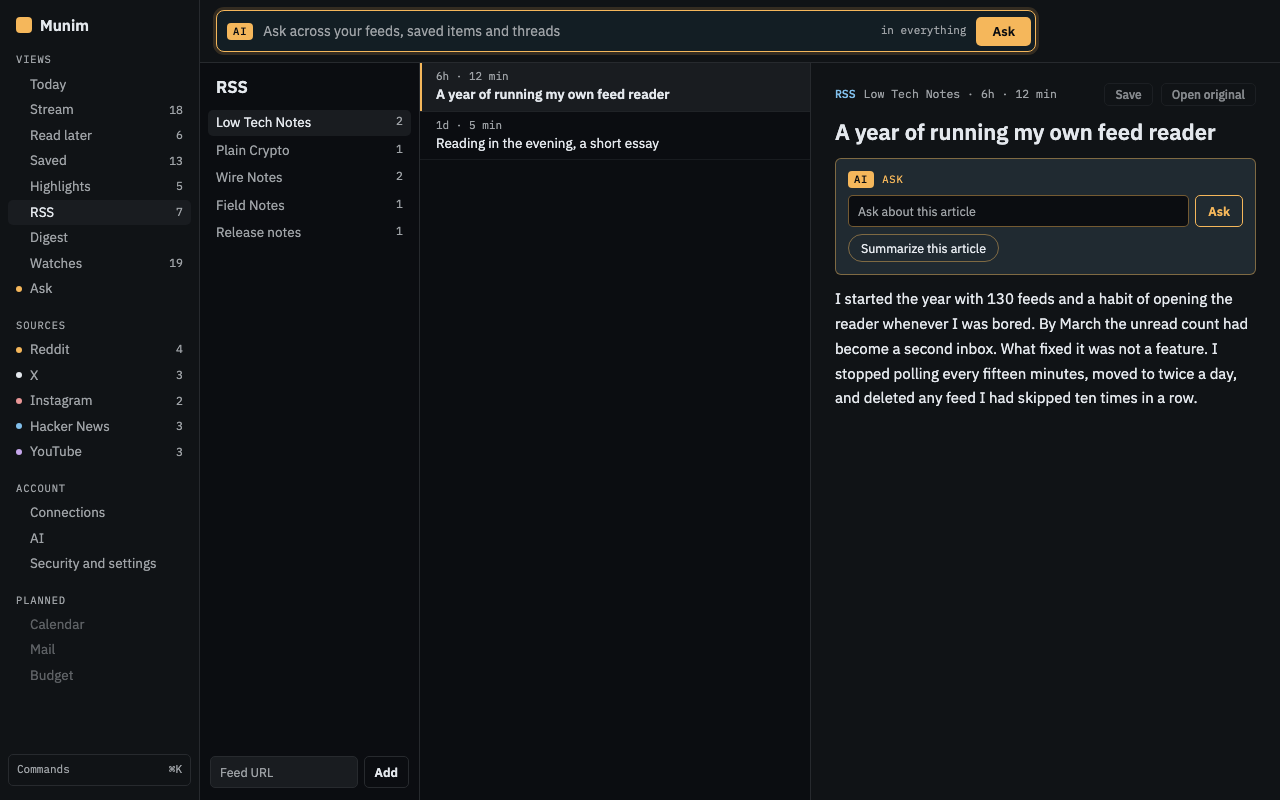 Munim
VIEWS
Today
Stream 18
Read later 6
Saved 13
Highlights 5
RSS 7
Digest
Watches 19
Ask
SOURCES
Reddit 4
X 3
Instagram 2
Hacker News 3
YouTube 3
ACCOUNT
Connections
AI
Security and settings
PLANNED
Calendar
Mail
Budget
Commands ⌘K
AI Ask across your feeds, saved items and threads in everything Ask
RSS
Low Tech Notes 2
Plain Crypto 1
Wire Notes 2
Field Notes 1
Release notes 1
Feed URL Add
6h · 12 min
A year of running my own feed reader
1d · 5 min
Reading in the evening, a short essay
RSS Low Tech Notes · 6h · 12 min Save Open original
A year of running my own feed reader
AI ASK
Ask about this article Ask
Summarize this article
I started the year with 130 feeds and a habit of opening the
reader whenever I was bored. By March the unread count had
become a second inbox. What fixed it was not a feature. I
stopped polling every fifteen minutes, moved to twice a day,
and deleted any feed I had skipped ten times in a row.